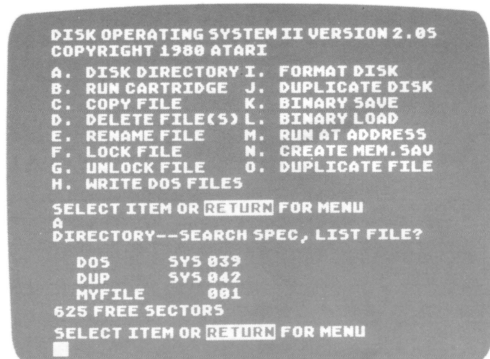 DISK OPERATING SYSTEM II VERSION 2.0S
COPYRIGHT 1980 ATARI
A. DISK DIRECTORY I. FORMAT DISK
B. RUN CARTRIDGE J. DUPLICATE DISK
C. COPY FILE K. BINARY SAVE
D. DELETE FILE(S) L. BINARY LOAD
E. RENAME FILE M. RUN AT ADDRESS
F. LOCK FILE N. CREATE MEM.SAV
G. UNLOCK FILE O. DUPLICATE FILE
H. WRITE DOS FILES
SELECT ITEM OR RETURN FOR MENU
A
DIRECTORY--SEARCH SPEC, LIST FILE?
DOS SYS 039
DUP SYS 042
MYFILE 001
625 FREE SECTORS
SELECT ITEM OR RETURN FOR MENU